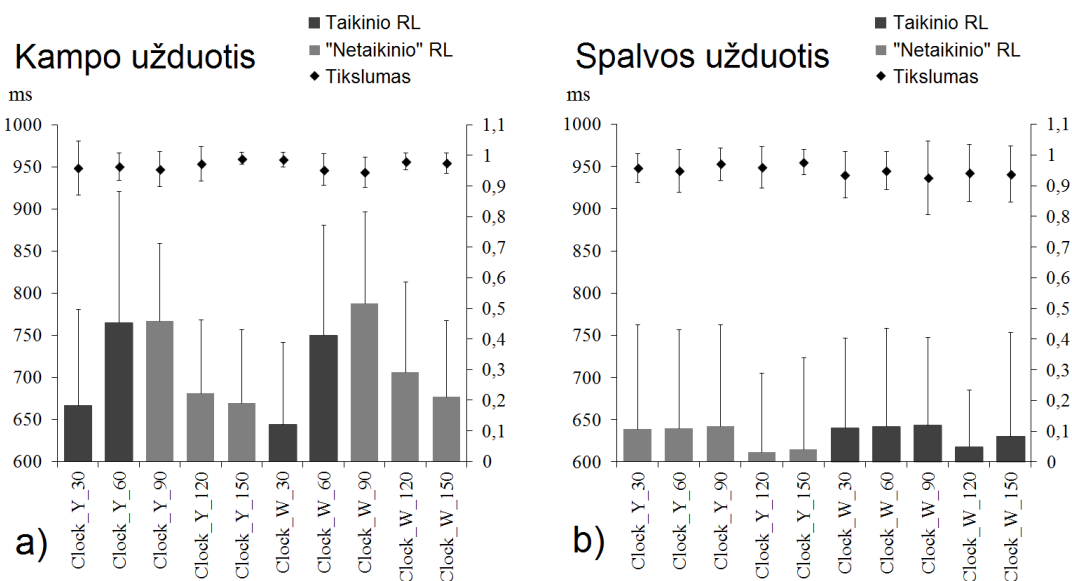 Kampo užduotis
Taikinio RL
"Netaikinio" RL
Tikslumas
ms
1000
950
900
850
800
750
700
650
600
1,1
1
0,9
0,8
0,7
0,6
0,5
0,4
0,3
0,2
0,1
0
Clock_Y_30
Clock_Y_60
Clock_Y_90
Clock_Y_120
Clock_Y_150
Clock_W_30
Clock_W_60
Clock_W_90
Clock_W_120
Clock_W_150
a)
Spalvos užduotis
Taikinio RL
"Netaikinio" RL
Tikslumas
ms
1000
950
900
850
800
750
700
650
600
1,1
1
0,9
0,8
0,7
0,6
0,5
0,4
0,3
0,2
0,1
0
Clock_Y_30
Clock_Y_60
Clock_Y_90
Clock_Y_120
Clock_Y_150
Clock_W_30
Clock_W_60
Clock_W_90
Clock_W_120
Clock_W_150
b)